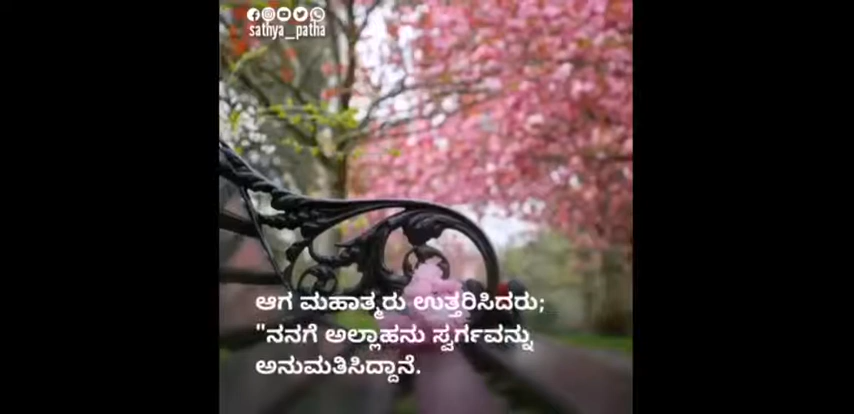 sathya_patha
ಆಗ ಮಹಾತ್ಮರು ಉತ್ತರಿಸಿದರು;
"ನನಗೆ ಅಲ್ಲಾಹನು ಸ್ವರ್ಗವನ್ನು
ಅನುಮತಿಸಿದ್ದಾನೆ.